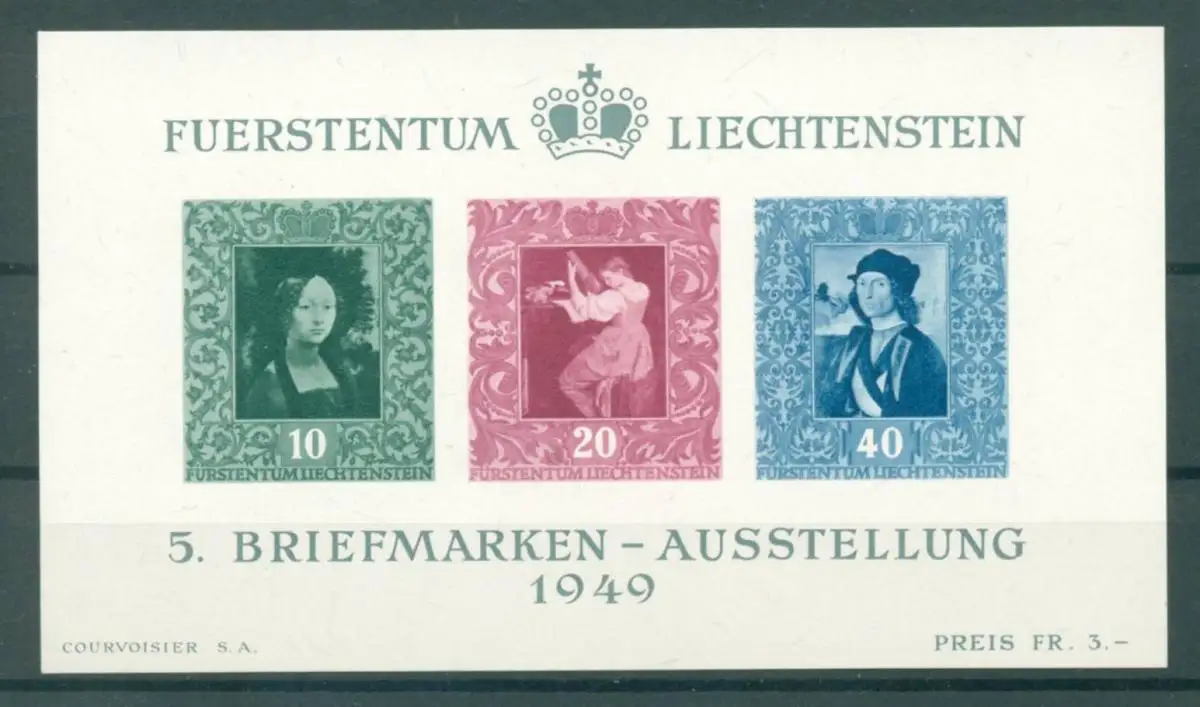 FUERSTENTUM LIECHTENSTEIN
10
FÜRSTENTUM LIECHTENSTEIN
20
FÜRSTENTUM LIECHTENSTEIN
40
FÜRSTENTUM LIECHTENSTEIN
5. BRIEFMARKEN – AUSSTELLUNG
1949
COURVOISIER S.A.
PREIS FR. 3.–